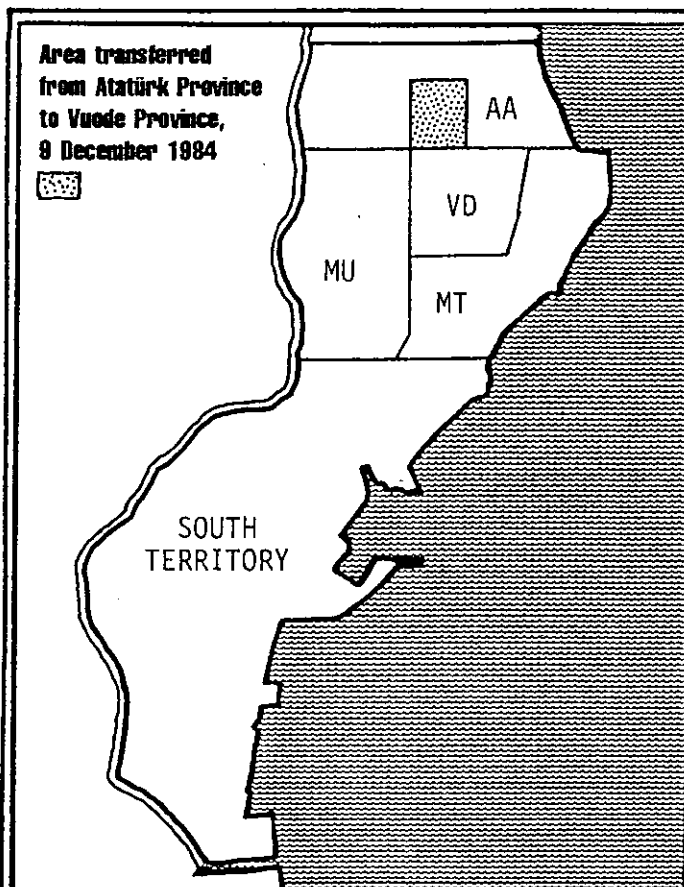 Area transferred
from Atatürk Province
to Vuode Province,
9 December 1984
AA
VD
MU
MT
SOUTH
TERRITORY